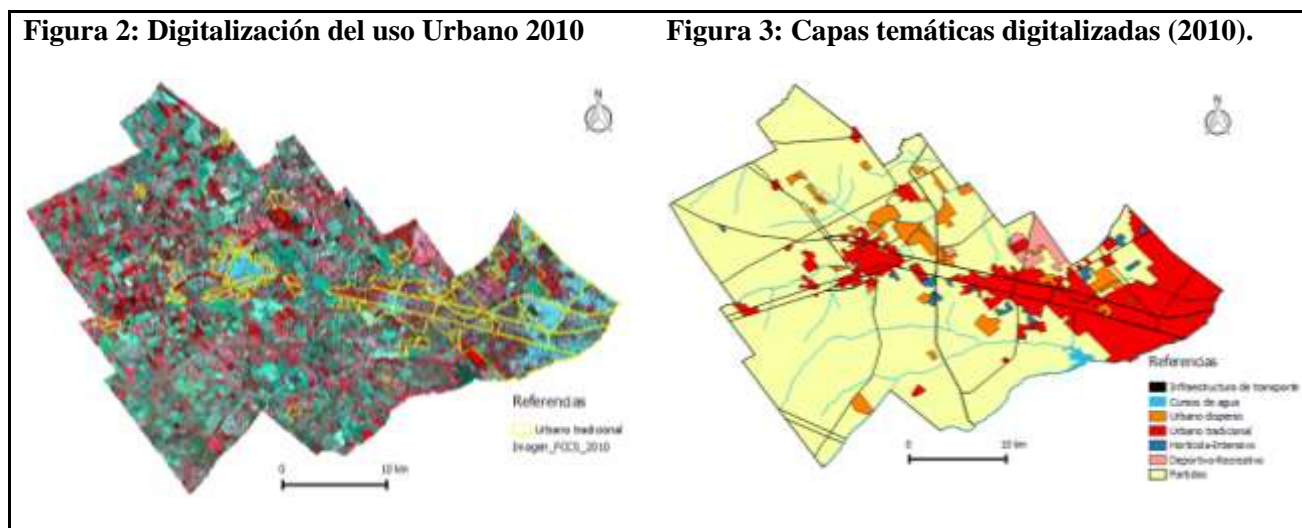 Figura 2: Digitalización del uso Urbano 2010
Figura 3: Capas temáticas digitalizadas (2010).
N
Referencias
Urbano tradicional
Imagen_FCCS_2010
0 10 km
N
Referencias
Infraestructura de transporte
Cursos de agua
Urbano disperso
Urbano tradicional
Hortícola-Intensivo
Deportivo-Recreativo
Partidos
0 10 km